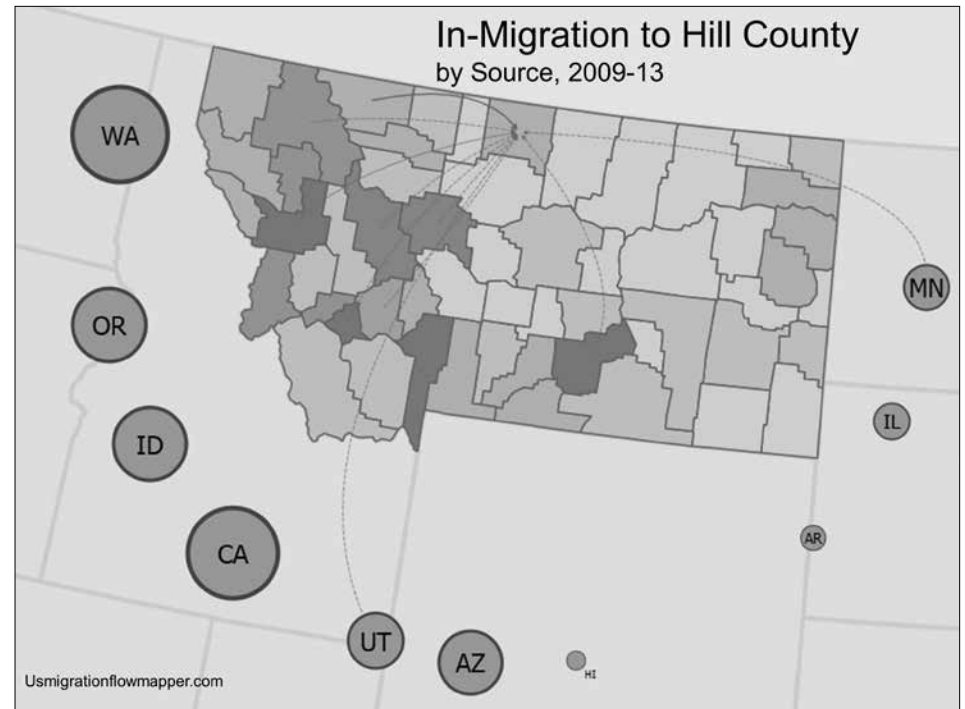 In-Migration to Hill County
by Source, 2009-13
WA
MN
OR
IL
ID
AR
CA
UT
AZ
HI
Usmigrationflowmapper.com